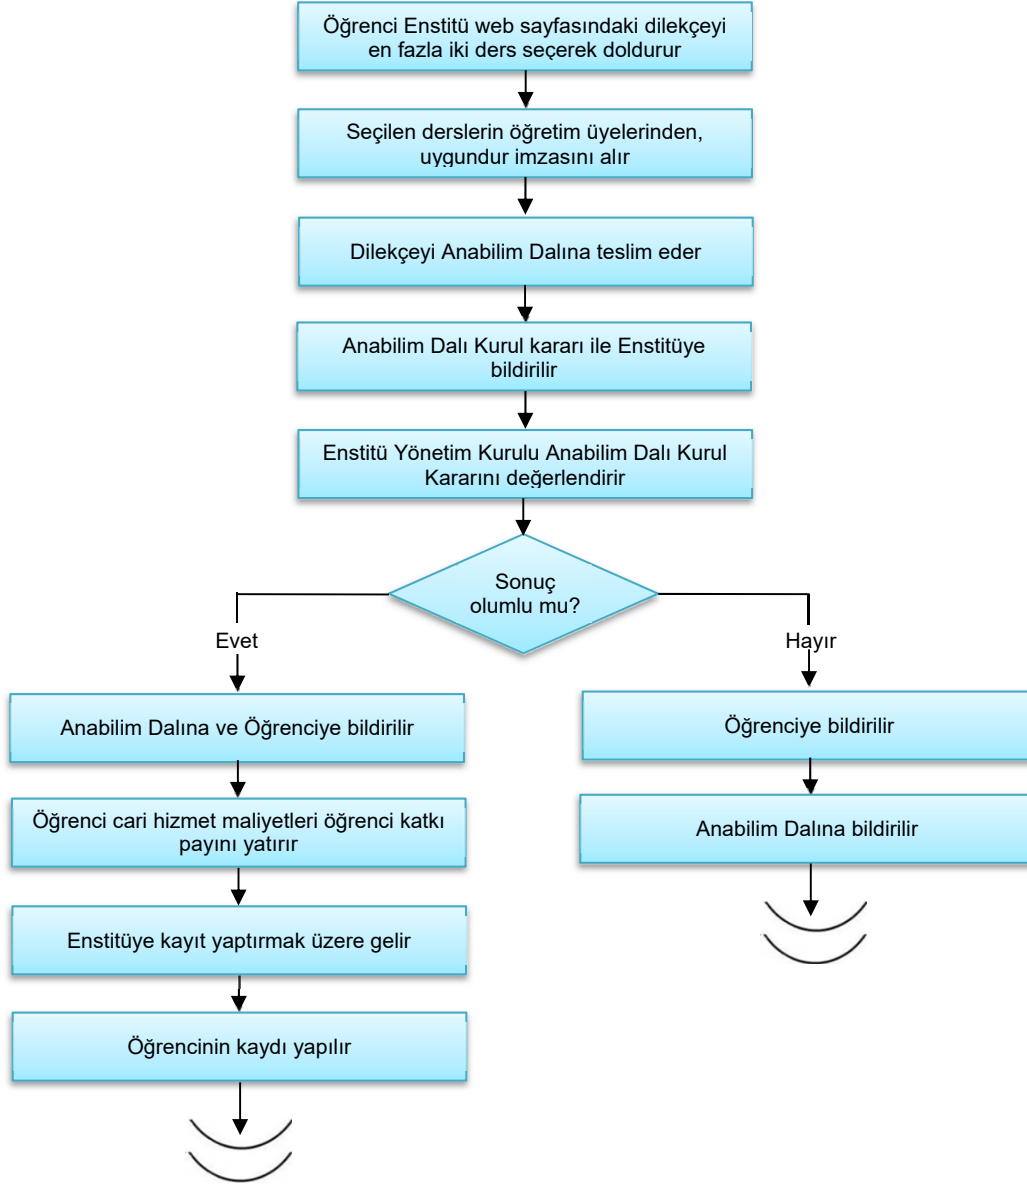 Öğrenci Enstitü web sayfasındaki dilekçeyi
en fazla iki ders seçerek doldurur
Seçilen derslerin öğretim üyelerinden,
uygundur imzasını alır
Dilekçeyi Anabilim Dalına teslim eder
Anabilim Dalı Kurul kararı ile Enstitüye
bildirilir
Enstitü Yönetim Kurulu Anabilim Dalı Kurul
Kararını değerlendirir
Sonuç
olumlu mu?
Evet
Hayır
Anabilim Dalına ve Öğrenciye bildirilir
Öğrenciye bildirilir
Öğrenci cari hizmet maliyetleri öğrenci katkı
payını yatırır
Anabilim Dalına bildirilir
Enstitüye kayıt yaptırmak üzere gelir
Öğrencinin kaydı yapılır